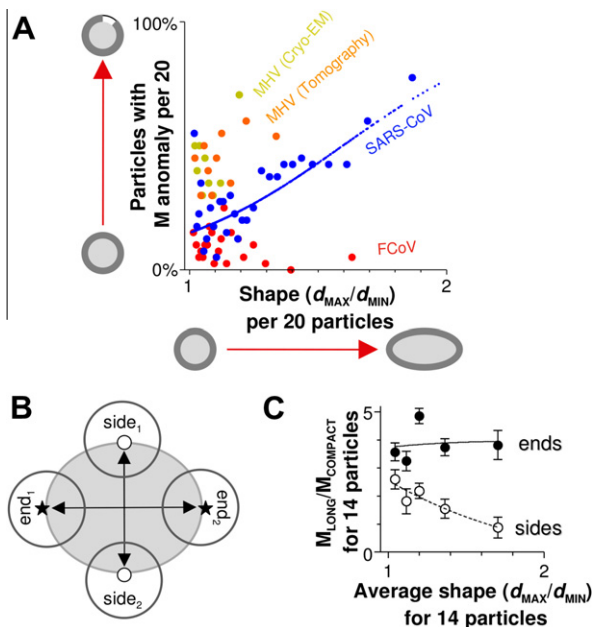 A
100%
Particles with
M anomaly per 20
0%
MHV (Cryo-EM)
MHV (Tomography)
SARS-CoV
FCoV
1
2
Shape (dMAX/dMIN)
per 20 particles
B
side1
end1
end2
side2
C
5
0
MLONG/MCOMPACT
for 14 particles
ends
sides
1
2
Average shape (dMAX/dMIN)
for 14 particles